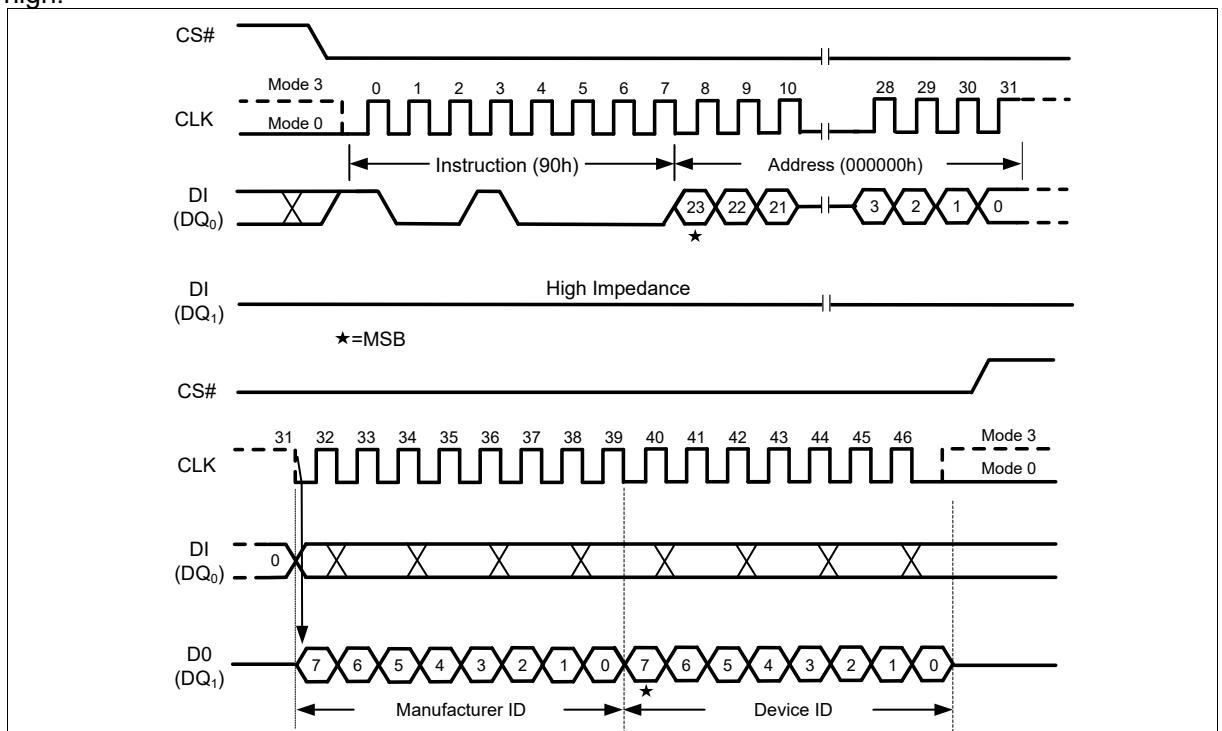 high.
CS#
Mode 3
0 1 2 3 4 5 6 7 8 9 10 28 29 30 31
CLK
Mode 0
Instruction (90h) Address (000000h)
DI
(DQ0)
23 22 21 3 2 1 0
★
DI
(DQ1)
High Impedance
★=MSB
CS#
31 32 33 34 35 36 37 38 39 40 41 42 43 44 45 46 Mode 3
CLK
Mode 0
DI
(DQ0)
0
D0
(DQ1)
7 6 5 4 3 2 1 0 7 6 5 4 3 2 1 0
★
Manufacturer ID Device ID